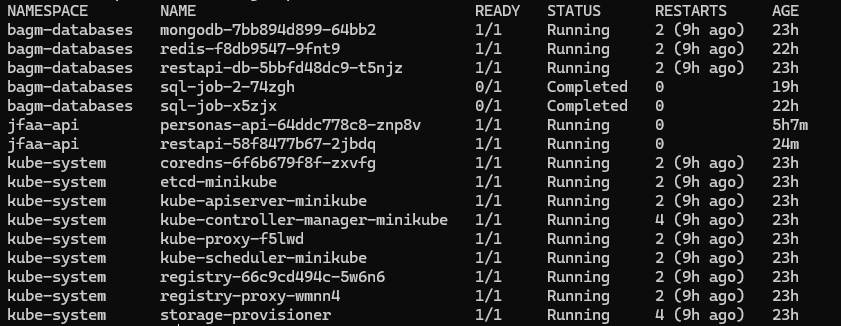 NAMESPACE NAME READY STATUS RESTARTS AGE
bagm-databases mongodb-7bb894d899-64bb2 1/1 Running 2 (9h ago) 23h
bagm-databases redis-f8db9547-9fnt9 1/1 Running 2 (9h ago) 22h
bagm-databases restapi-db-5bbfd48dc9-t5njz 1/1 Running 2 (9h ago) 23h
bagm-databases sql-job-2-74zgh 0/1 Completed 0 19h
bagm-databases sql-job-x5zjx 0/1 Completed 0 22h
jfaa-api personas-api-64ddc778c8-znp8v 1/1 Running 0 5h7m
jfaa-api restapi-58f8477b67-2jbdq 1/1 Running 0 24m
kube-system coredns-6f6b679f8f-zxvfg 1/1 Running 2 (9h ago) 23h
kube-system etcd-minikube 1/1 Running 2 (9h ago) 23h
kube-system kube-apiserver-minikube 1/1 Running 2 (9h ago) 23h
kube-system kube-controller-manager-minikube 1/1 Running 4 (9h ago) 23h
kube-system kube-proxy-f5lwd 1/1 Running 2 (9h ago) 23h
kube-system kube-scheduler-minikube 1/1 Running 2 (9h ago) 23h
kube-system registry-66c9cd494c-5w6n6 1/1 Running 2 (9h ago) 23h
kube-system registry-proxy-wmnn4 1/1 Running 2 (9h ago) 23h
kube-system storage-provisioner 1/1 Running 4 (9h ago) 23h